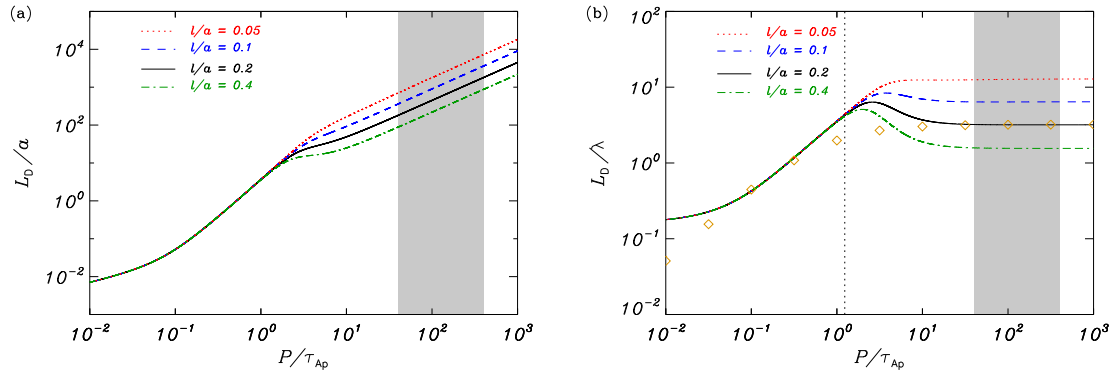 (a)
l/a = 0.05
l/a = 0.1
l/a = 0.2
l/a = 0.4
10^4
10^2
10^0
10^-2
L_D/a
10^-2 10^-1 10^0 10^1 10^2 10^3
P/τ_Ap
(b)
l/a = 0.05
l/a = 0.1
l/a = 0.2
l/a = 0.4
10^2
10^1
10^0
10^-1
10^-2
L_D/λ
10^-2 10^-1 10^0 10^1 10^2 10^3
P/τ_Ap